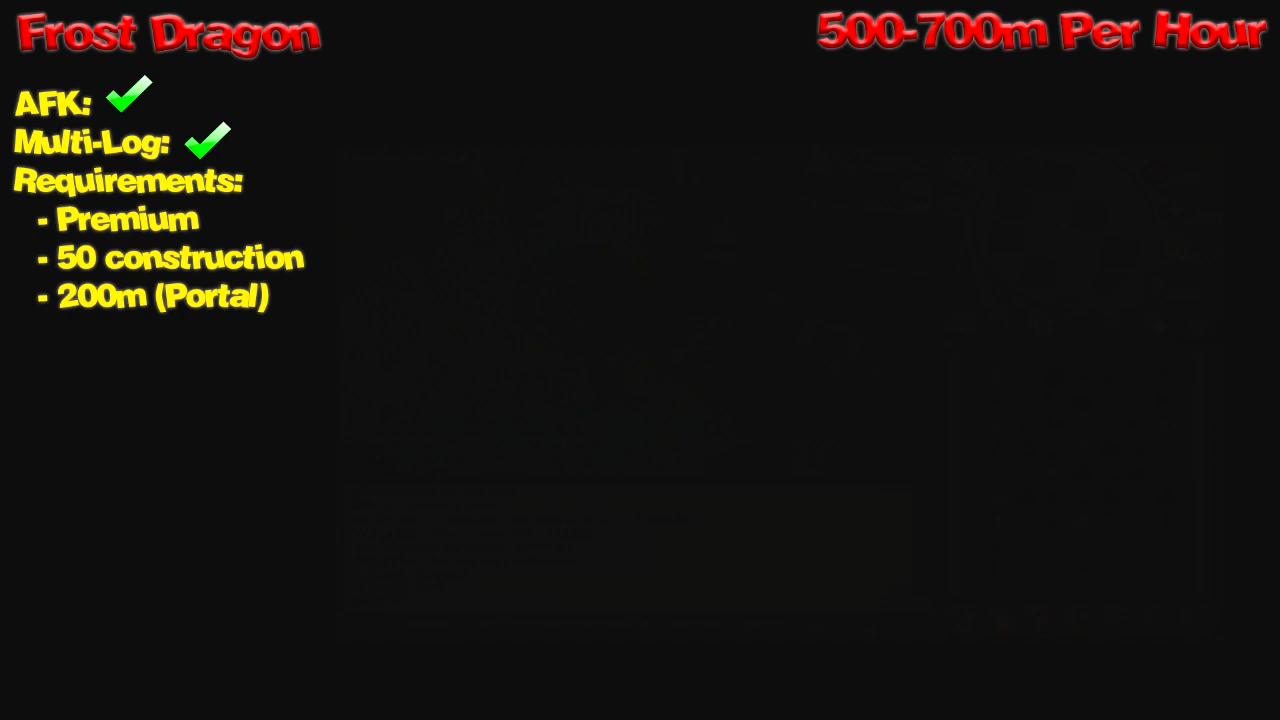 Frost Dragon
500-700m Per Hour
AFK:
Multi-Log:
Requirements:
- Premium
- 50 construction
- 200m (Portal)